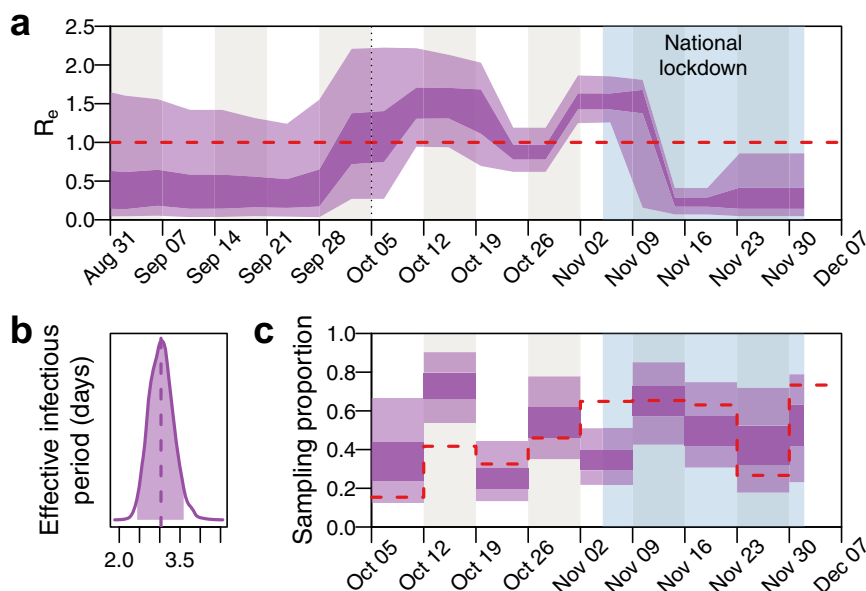 a
R_e
2.5
2.0
1.5
1.0
0.5
0.0
National
lockdown
Aug 31
Sep 07
Sep 14
Sep 21
Sep 28
Oct 05
Oct 12
Oct 19
Oct 26
Nov 02
Nov 09
Nov 16
Nov 23
Nov 30
Dec 07
b
Effective infectious
period (days)
2.0
3.5
c
Sampling proportion
1.0
0.8
0.6
0.4
0.2
0.0
Oct 05
Oct 12
Oct 19
Oct 26
Nov 02
Nov 09
Nov 16
Nov 23
Nov 30
Dec 07